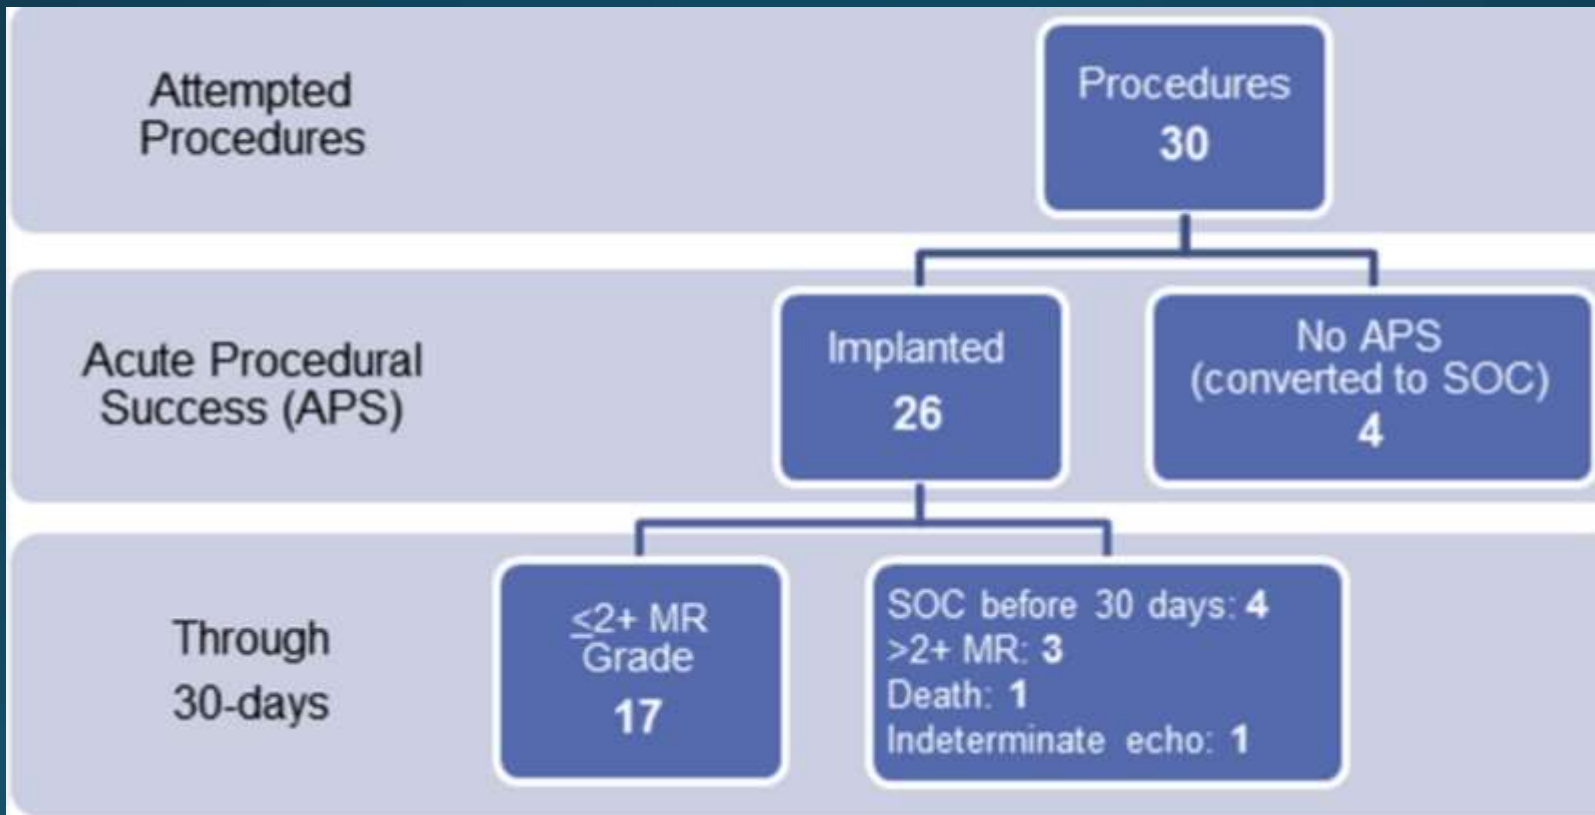 Attempted
Procedures
Procedures
30
Acute Procedural
Success (APS)
Implanted
26
No APS
(converted to SOC)
4
Through
30-days
≤2+ MR
Grade
17
SOC before 30 days: 4
>2+ MR: 3
Death: 1
Indeterminate echo: 1